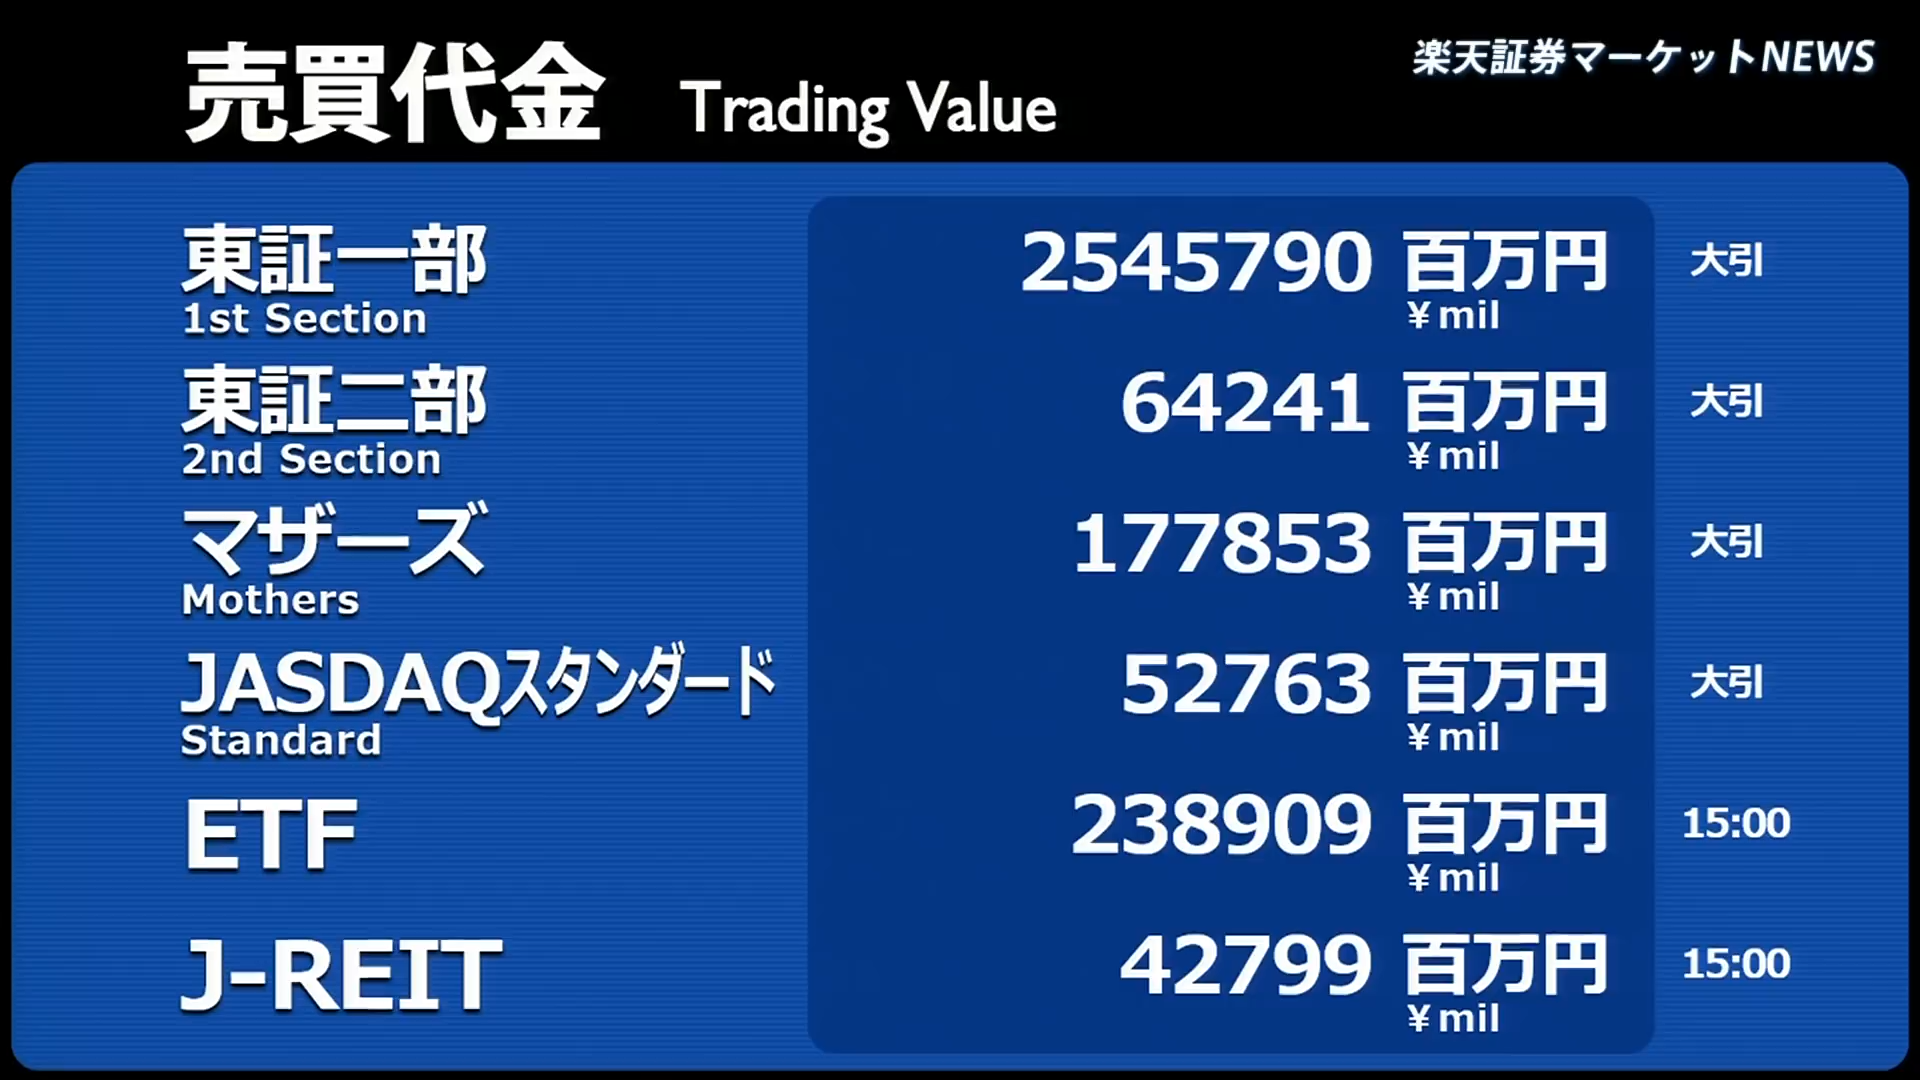 売買代金 Trading Value
楽天証券マーケットNEWS
東証一部 2545790 百万円 大引
1st Section ¥mil
東証二部 64241 百万円 大引
2nd Section ¥mil
マザーズ 177853 百万円 大引
Mothers ¥mil
JASDAQスタンダード 52763 百万円 大引
Standard ¥mil
ETF 238909 百万円 15:00
¥mil
J-REIT 42799 百万円 15:00
¥mil